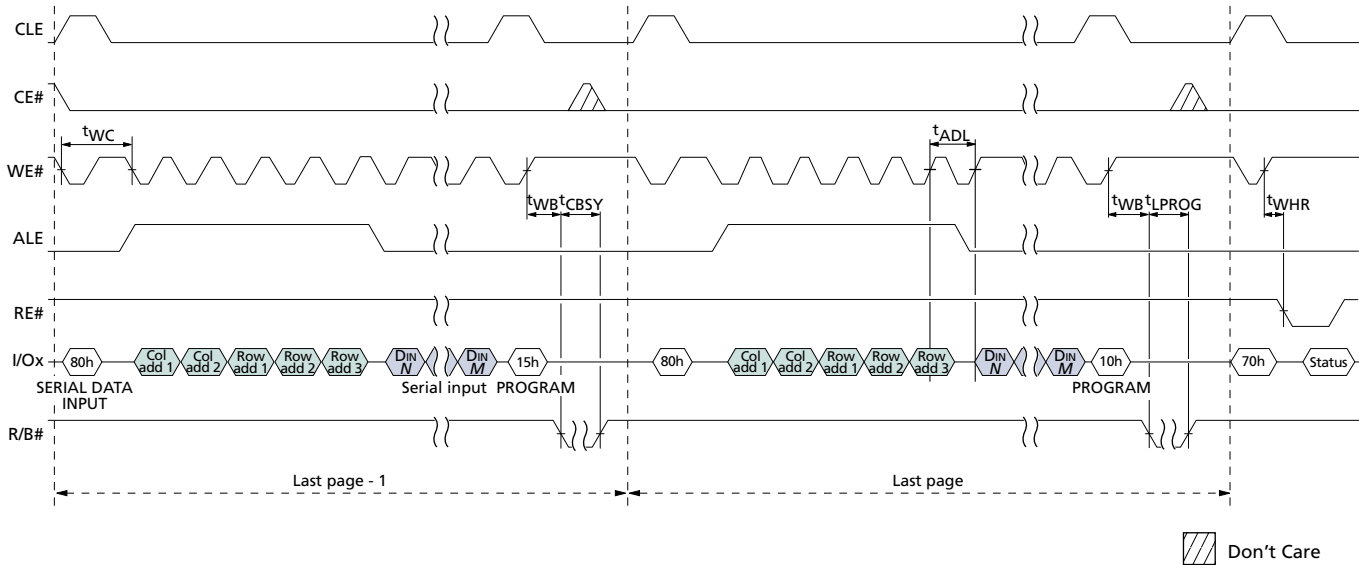 CLE
CE#
tWC
tADL
WE#
tWB tCBSY
tWB tLPROG
tWHR
ALE
RE#
I/Ox
80h
Col add 1
Col add 2
Row add 1
Row add 2
Row add 3
DIN N
DIN M
15h
80h
Col add 1
Col add 2
Row add 1
Row add 2
Row add 3
DIN N
DIN M
10h
70h
Status
SERIAL DATA INPUT
Serial input
PROGRAM
PROGRAM
R/B#
Last page - 1
Last page
Don't Care